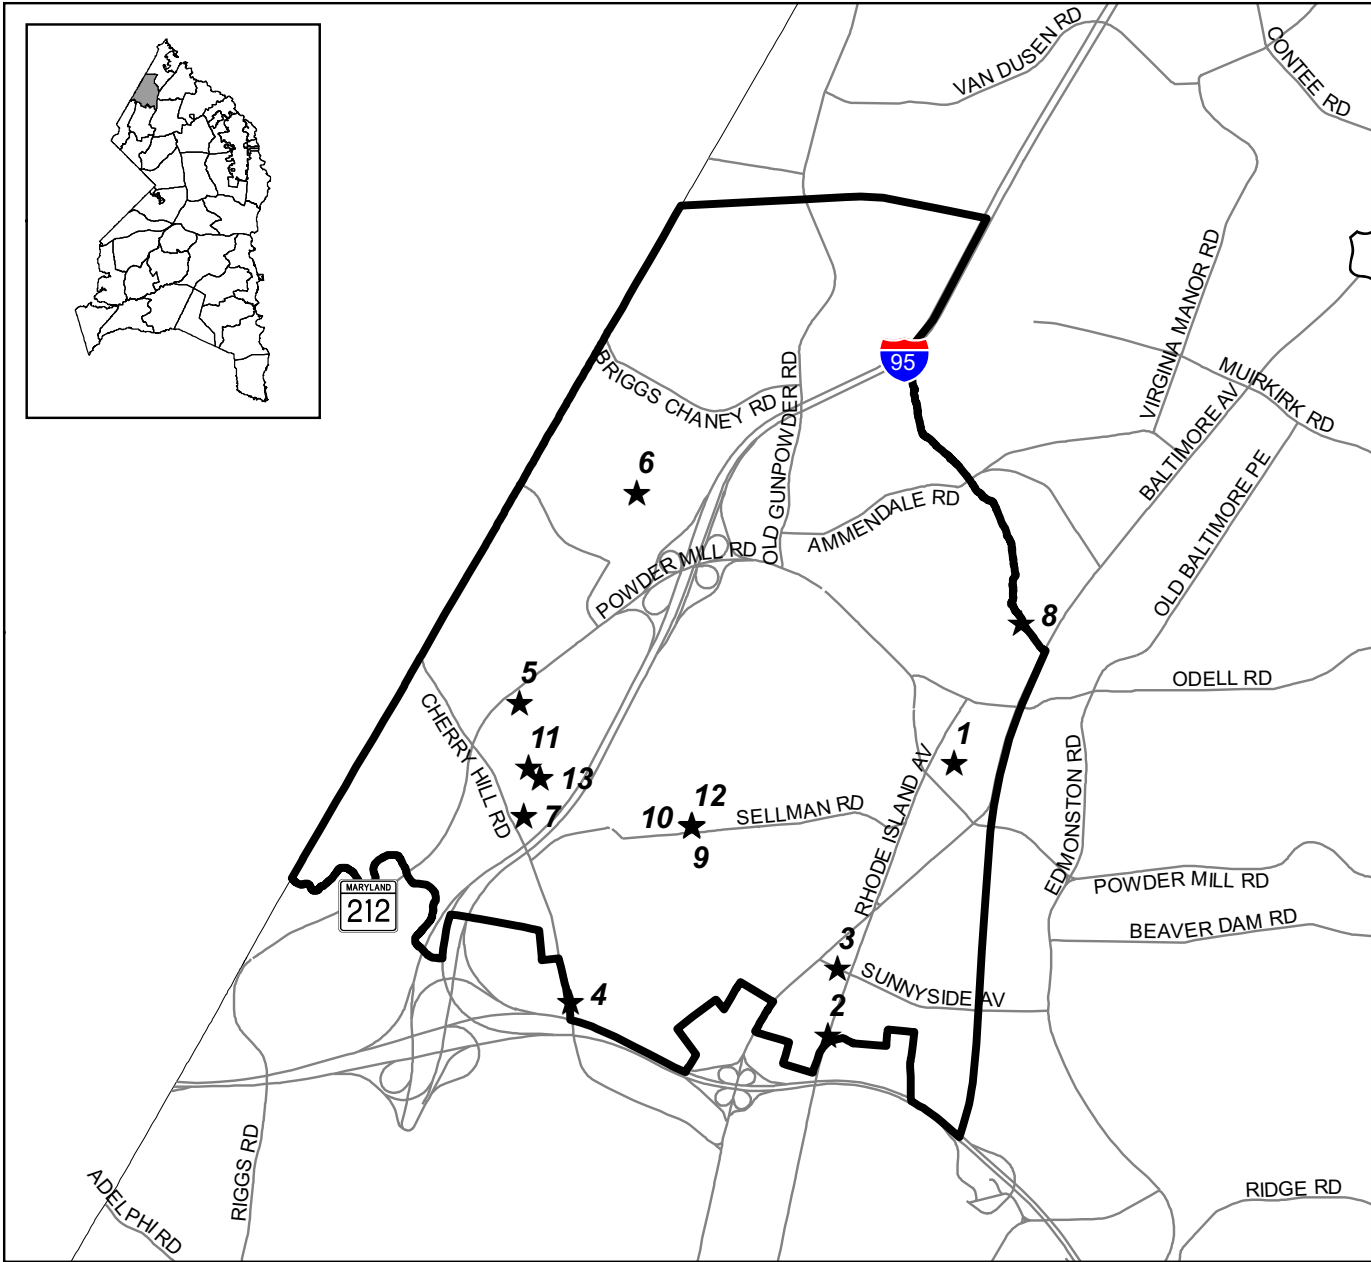 VAN DUSEN RD
CONTEE RD
VIRGINIA MANOR RD
95
BRIGGS CHANEY RD
OLD GUNPOWDER RD
MUIRKIRK RD
BALTIMORE AV
OLD BALTIMORE PE
6
AMMENDALE RD
POWDER MILL RD
8
5
ODELL RD
CHERRY HILL RD
11
13
7
1
RHODE ISLAND AV
EDMONSTON RD
12
10
9
SELLMAN RD
MARYLAND
212
POWDER MILL RD
BEAVER DAM RD
3
SUNNYSIDE AV
4
2
RIGGS RD
ADELPHI RD
RIDGE RD